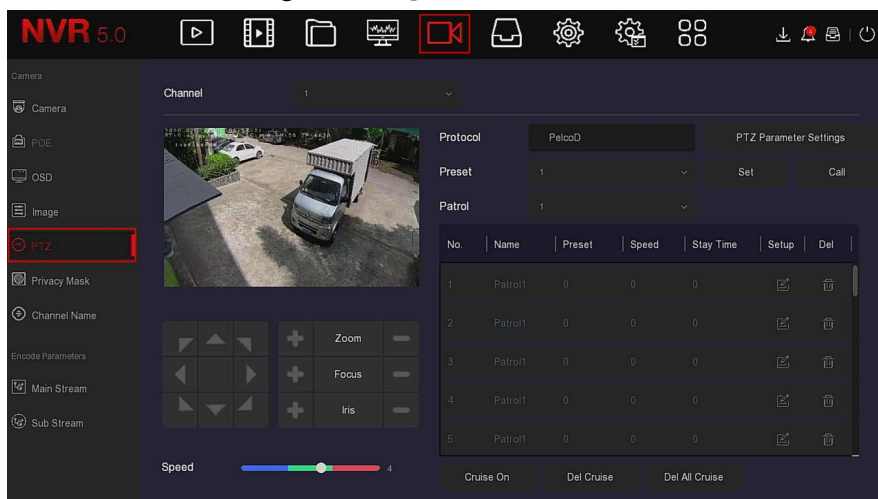 NVR 5.0
Camera
Camera
POE
OSD
Image
PTZ
Privacy Mask
Channel Name
Encode Parameters
Main Stream
Sub Stream
Channel 1
Protocol PelcoD PTZ Parameter Settings
Preset 1 Set Call
Patrol 1
No. Name Preset Speed Stay Time Setup Del
1 Patrol1 0 0 0
2 Patrol1 0 0 0
3 Patrol1 0 0 0
4 Patrol1 0 0 0
5 Patrol1 0 0 0
Zoom
Focus
Iris
Speed 4
Cruise On Del Cruise Del All Cruise